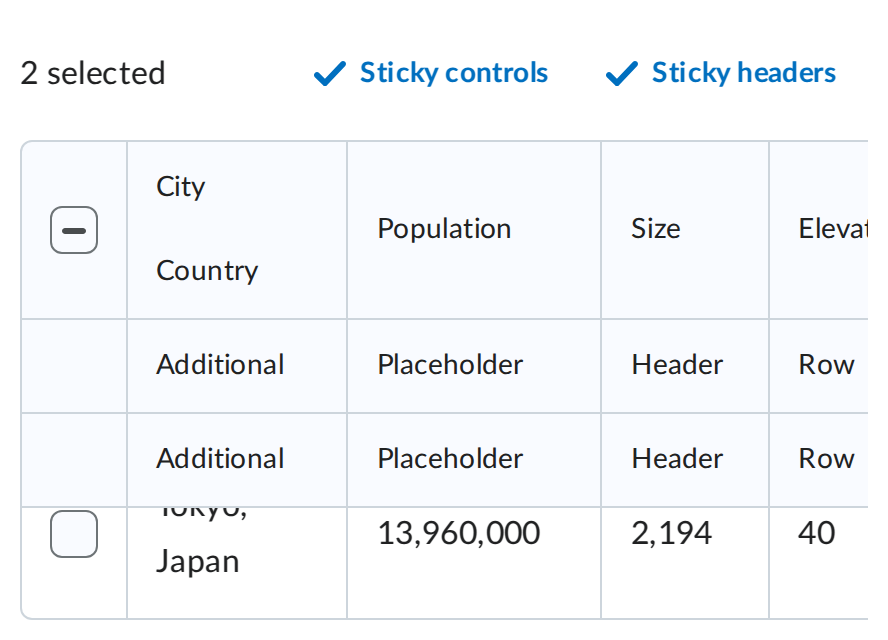 2 selected Sticky controls Sticky headers
City
Country
Population Size Elevat
Additional Placeholder Header Row
Additional Placeholder Header Row
Tokyo,
Japan
13,960,000 2,194 40